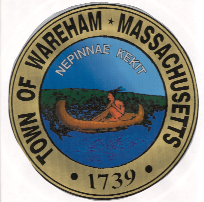 TOWN OF WAREHAM ★ MASSACHUSETTS
NEPINNAE KEKIT
• 1739 •